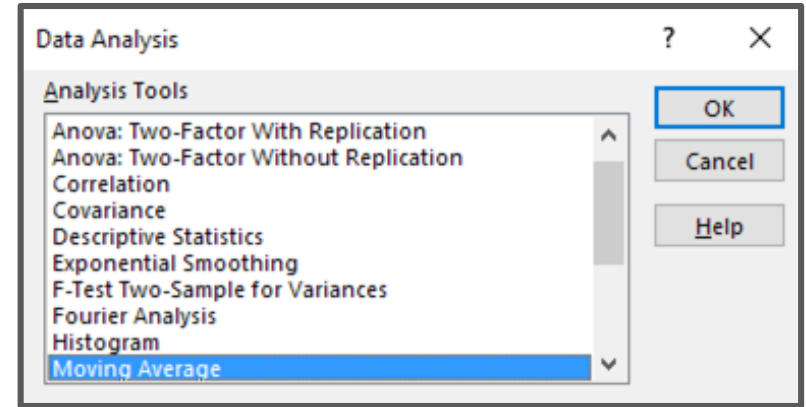 Data Analysis ? ×
Analysis Tools
Anova: Two-Factor With Replication
Anova: Two-Factor Without Replication
Correlation
Covariance
Descriptive Statistics
Exponential Smoothing
F-Test Two-Sample for Variances
Fourier Analysis
Histogram
Moving Average
OK
Cancel
Help